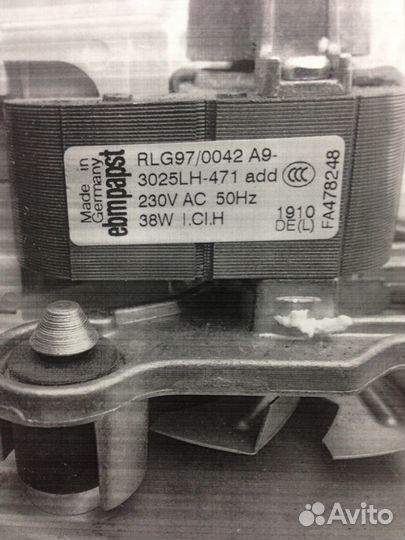 Made in
Germany
ebmpapst
RLG97/0042 A9-
3025LH-471 add
CCC
230V AC 50Hz
38W I.Cl.H
1910
DE(L)
FA478248
Avito